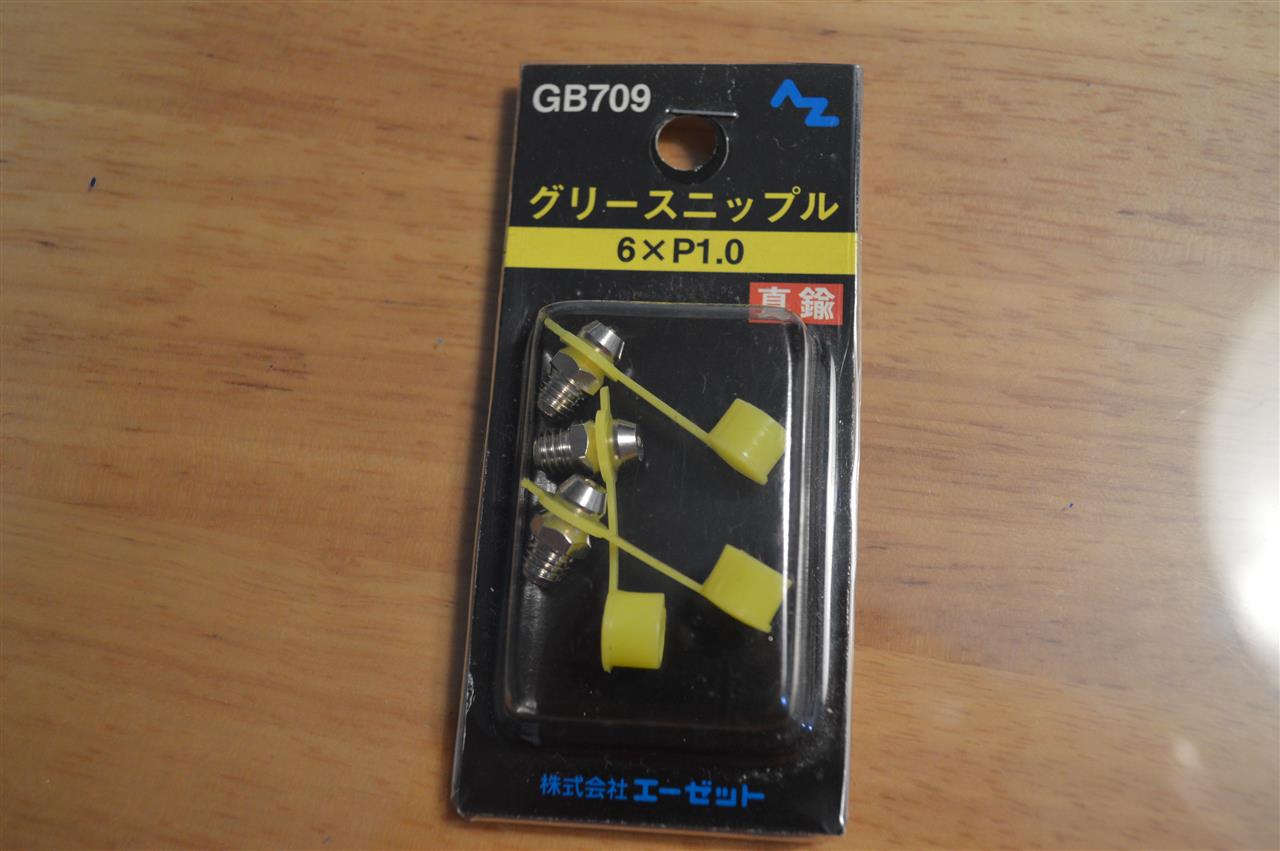 GB709
AZ
グリースニップル
6×P1.0
真鍮
株式会社 エーゼット